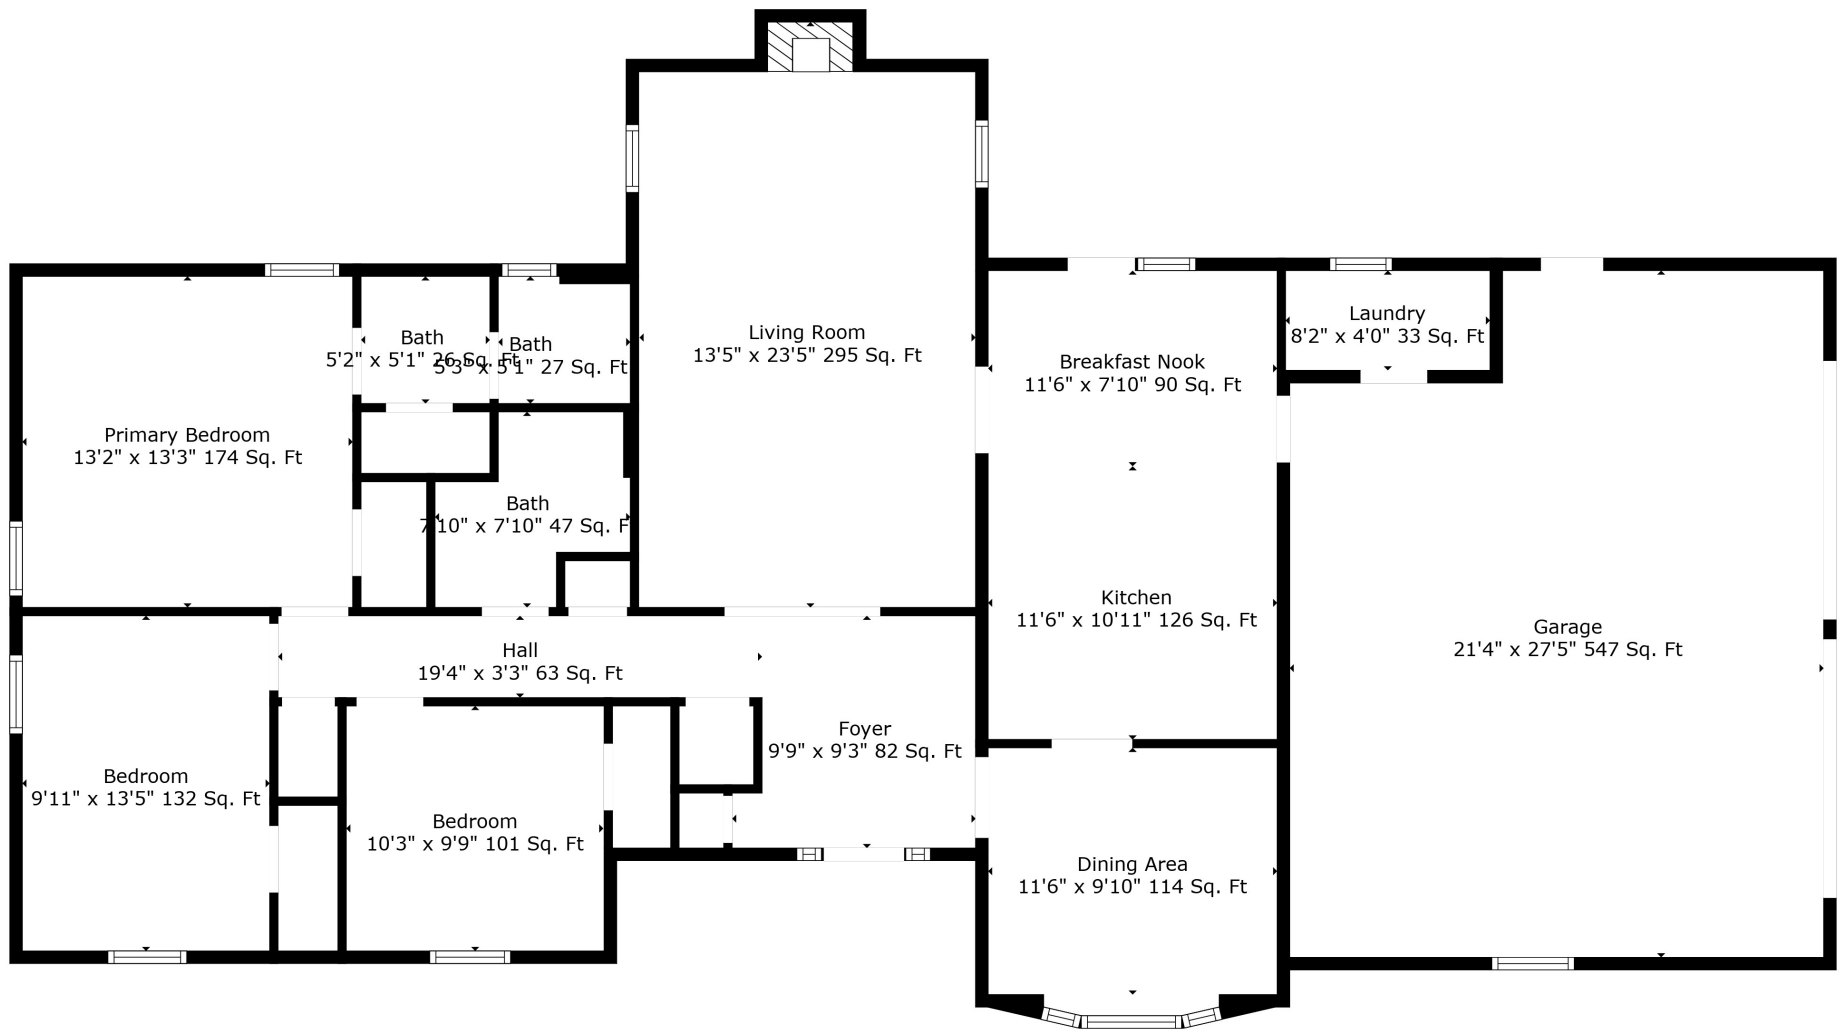 Living Room
13'5" x 23'5" 295 Sq. Ft
Laundry
8'2" x 4'0" 33 Sq. Ft
Bath
5'2" x 5'1" 26 Sq. Ft
Bath
5'3" x 5'1" 27 Sq. Ft
Breakfast Nook
11'6" x 7'10" 90 Sq. Ft
Primary Bedroom
13'2" x 13'3" 174 Sq. Ft
Bath
7'10" x 7'10" 47 Sq. F
Kitchen
11'6" x 10'11" 126 Sq. Ft
Garage
21'4" x 27'5" 547 Sq. Ft
Hall
19'4" x 3'3" 63 Sq. Ft
Foyer
9'9" x 9'3" 82 Sq. Ft
Bedroom
9'11" x 13'5" 132 Sq. Ft
Bedroom
10'3" x 9'9" 101 Sq. Ft
Dining Area
11'6" x 9'10" 114 Sq. Ft